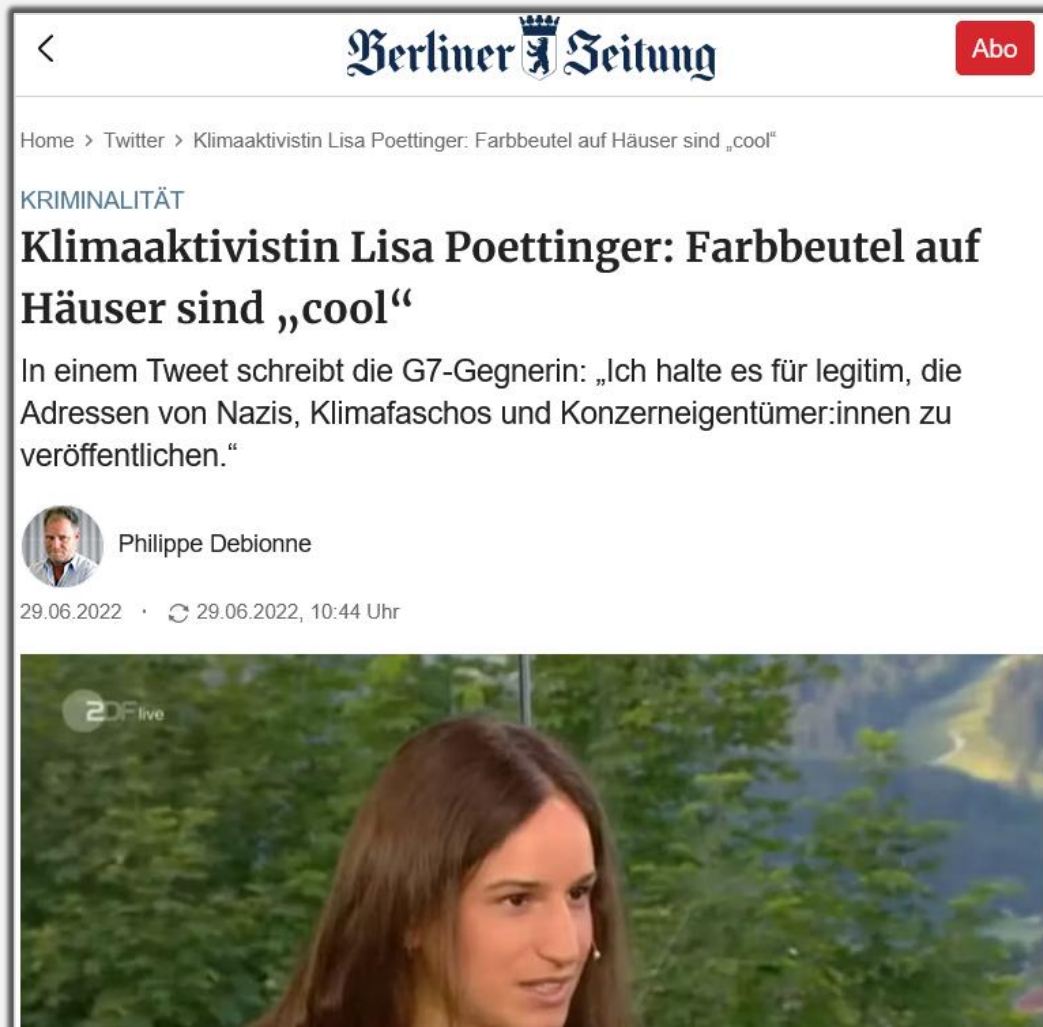 Berliner Zeitung
Abo
Home > Twitter > Klimaaktivistin Lisa Poettinger: Farbbeutel auf Häuser sind „cool“
KRIMINALITÄT
Klimaaktivistin Lisa Poettinger: Farbbeutel auf
Häuser sind „cool“
In einem Tweet schreibt die G7-Gegnerin: „Ich halte es für legitim, die
Adressen von Nazis, Klimafaschos und Konzerneigentümer:innen zu
veröffentlichen.“
Philippe Debionne
29.06.2022 · 29.06.2022, 10:44 Uhr
ZDF live